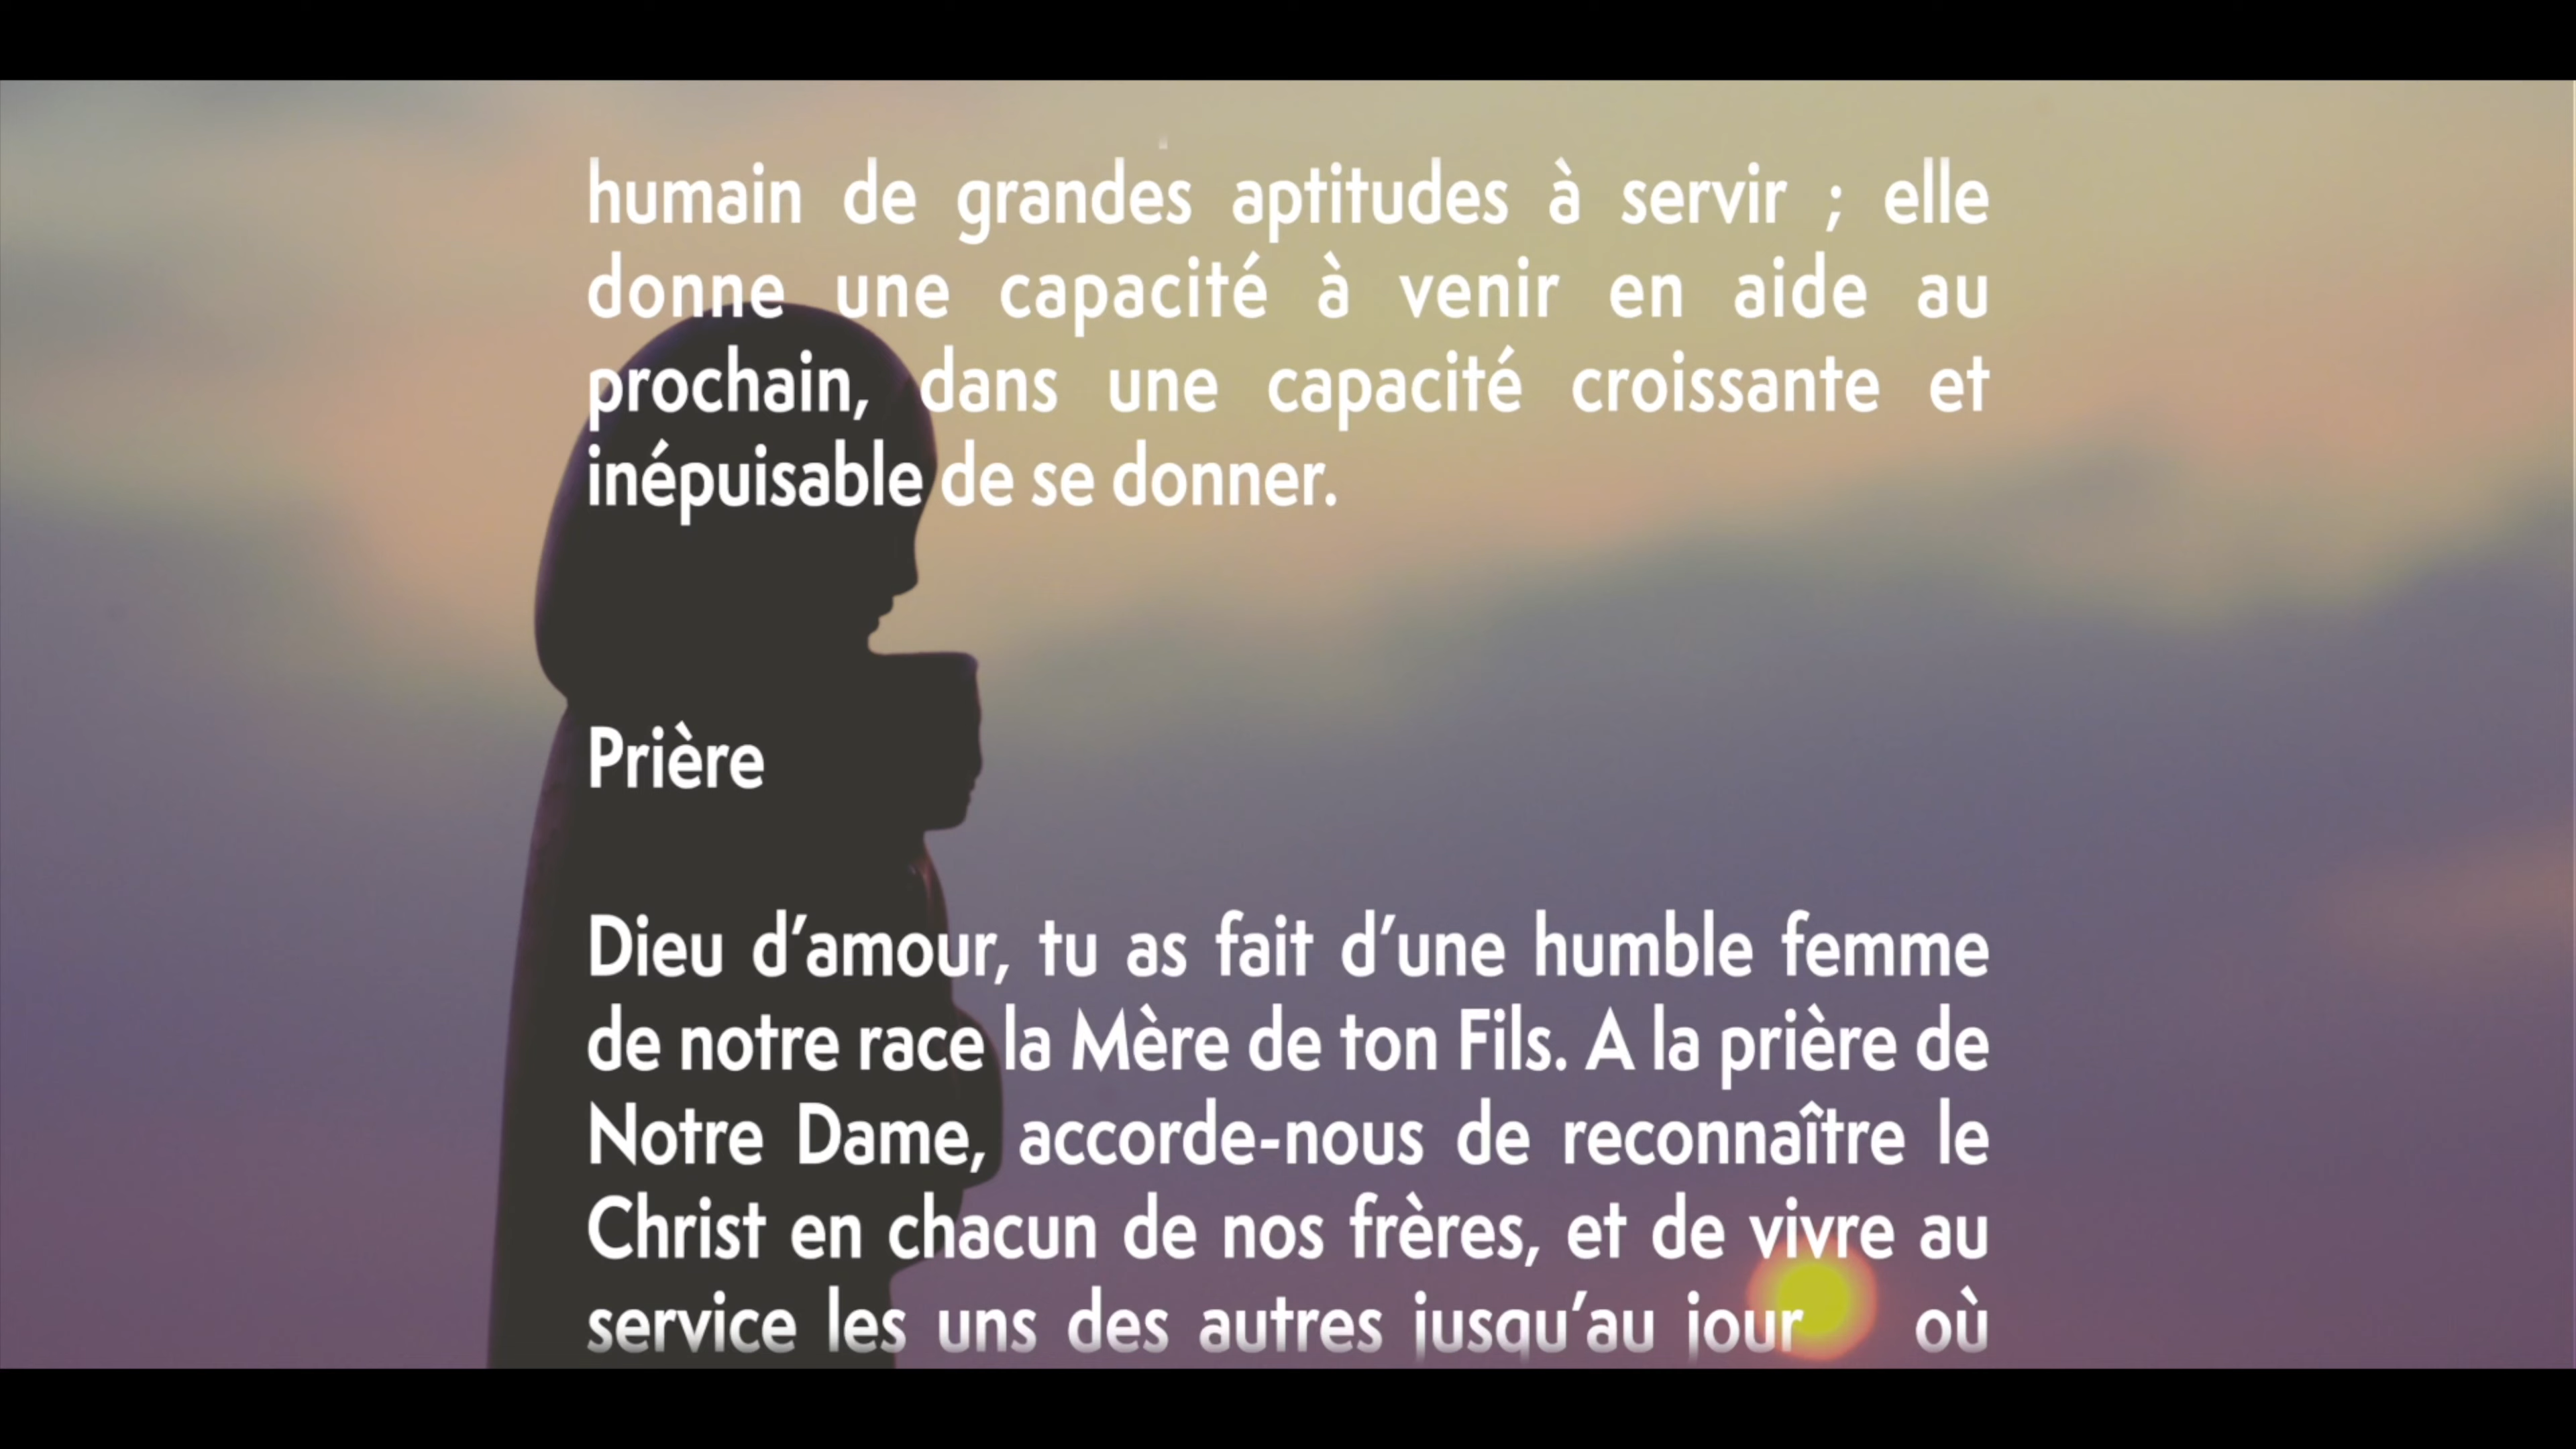 humain de grandes aptitudes à servir ; elle
donne une capacité à venir en aide au
prochain, dans une capacité croissante et
inépuisable de se donner.
Prière
Dieu d’amour, tu as fait d’une humble femme
de notre race la Mère de ton Fils. A la prière de
Notre Dame, accorde-nous de reconnaître le
Christ en chacun de nos frères, et de vivre au
service les uns des autres jusqu’au jour où